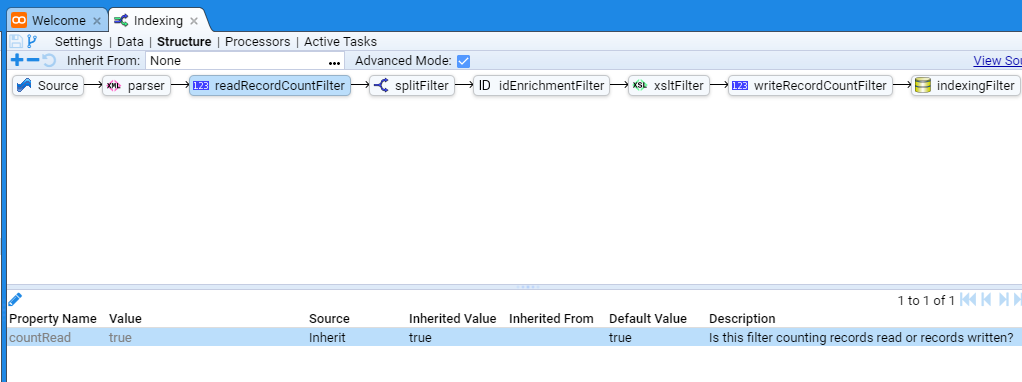 Welcome × Indexing ×
Settings | Data | Structure | Processors | Active Tasks
Inherit From: None ... Advanced Mode: View Sou
Source XML parser 123 readRecordCountFilter splitFilter ID idEnrichmentFilter XSL xsltFilter 123 writeRecordCountFilter indexingFilter
1 to 1 of 1
Property Name Value Source Inherited Value Inherited From Default Value Description
countRead true Inherit true true Is this filter counting records read or records written?